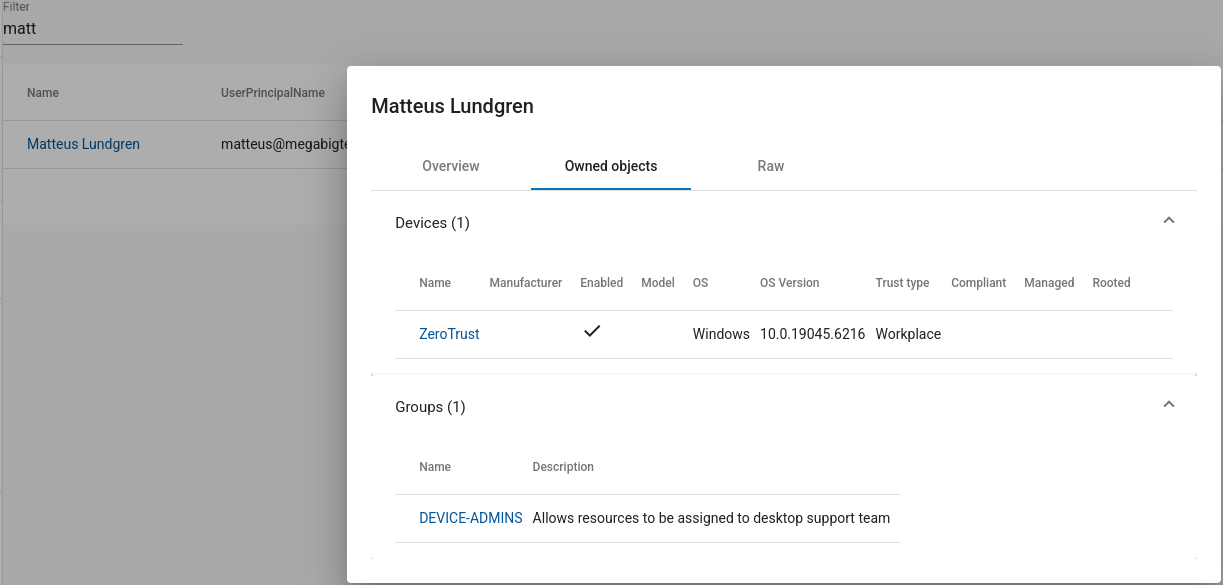 Filter
matt
Name UserPrincipalName
Matteus Lundgren matteus@megabigte
Matteus Lundgren
Overview Owned objects Raw
Devices (1)
Name Manufacturer Enabled Model OS OS Version Trust type Compliant Managed Rooted
ZeroTrust Windows 10.0.19045.6216 Workplace
Groups (1)
Name Description
DEVICE-ADMINS Allows resources to be assigned to desktop support team